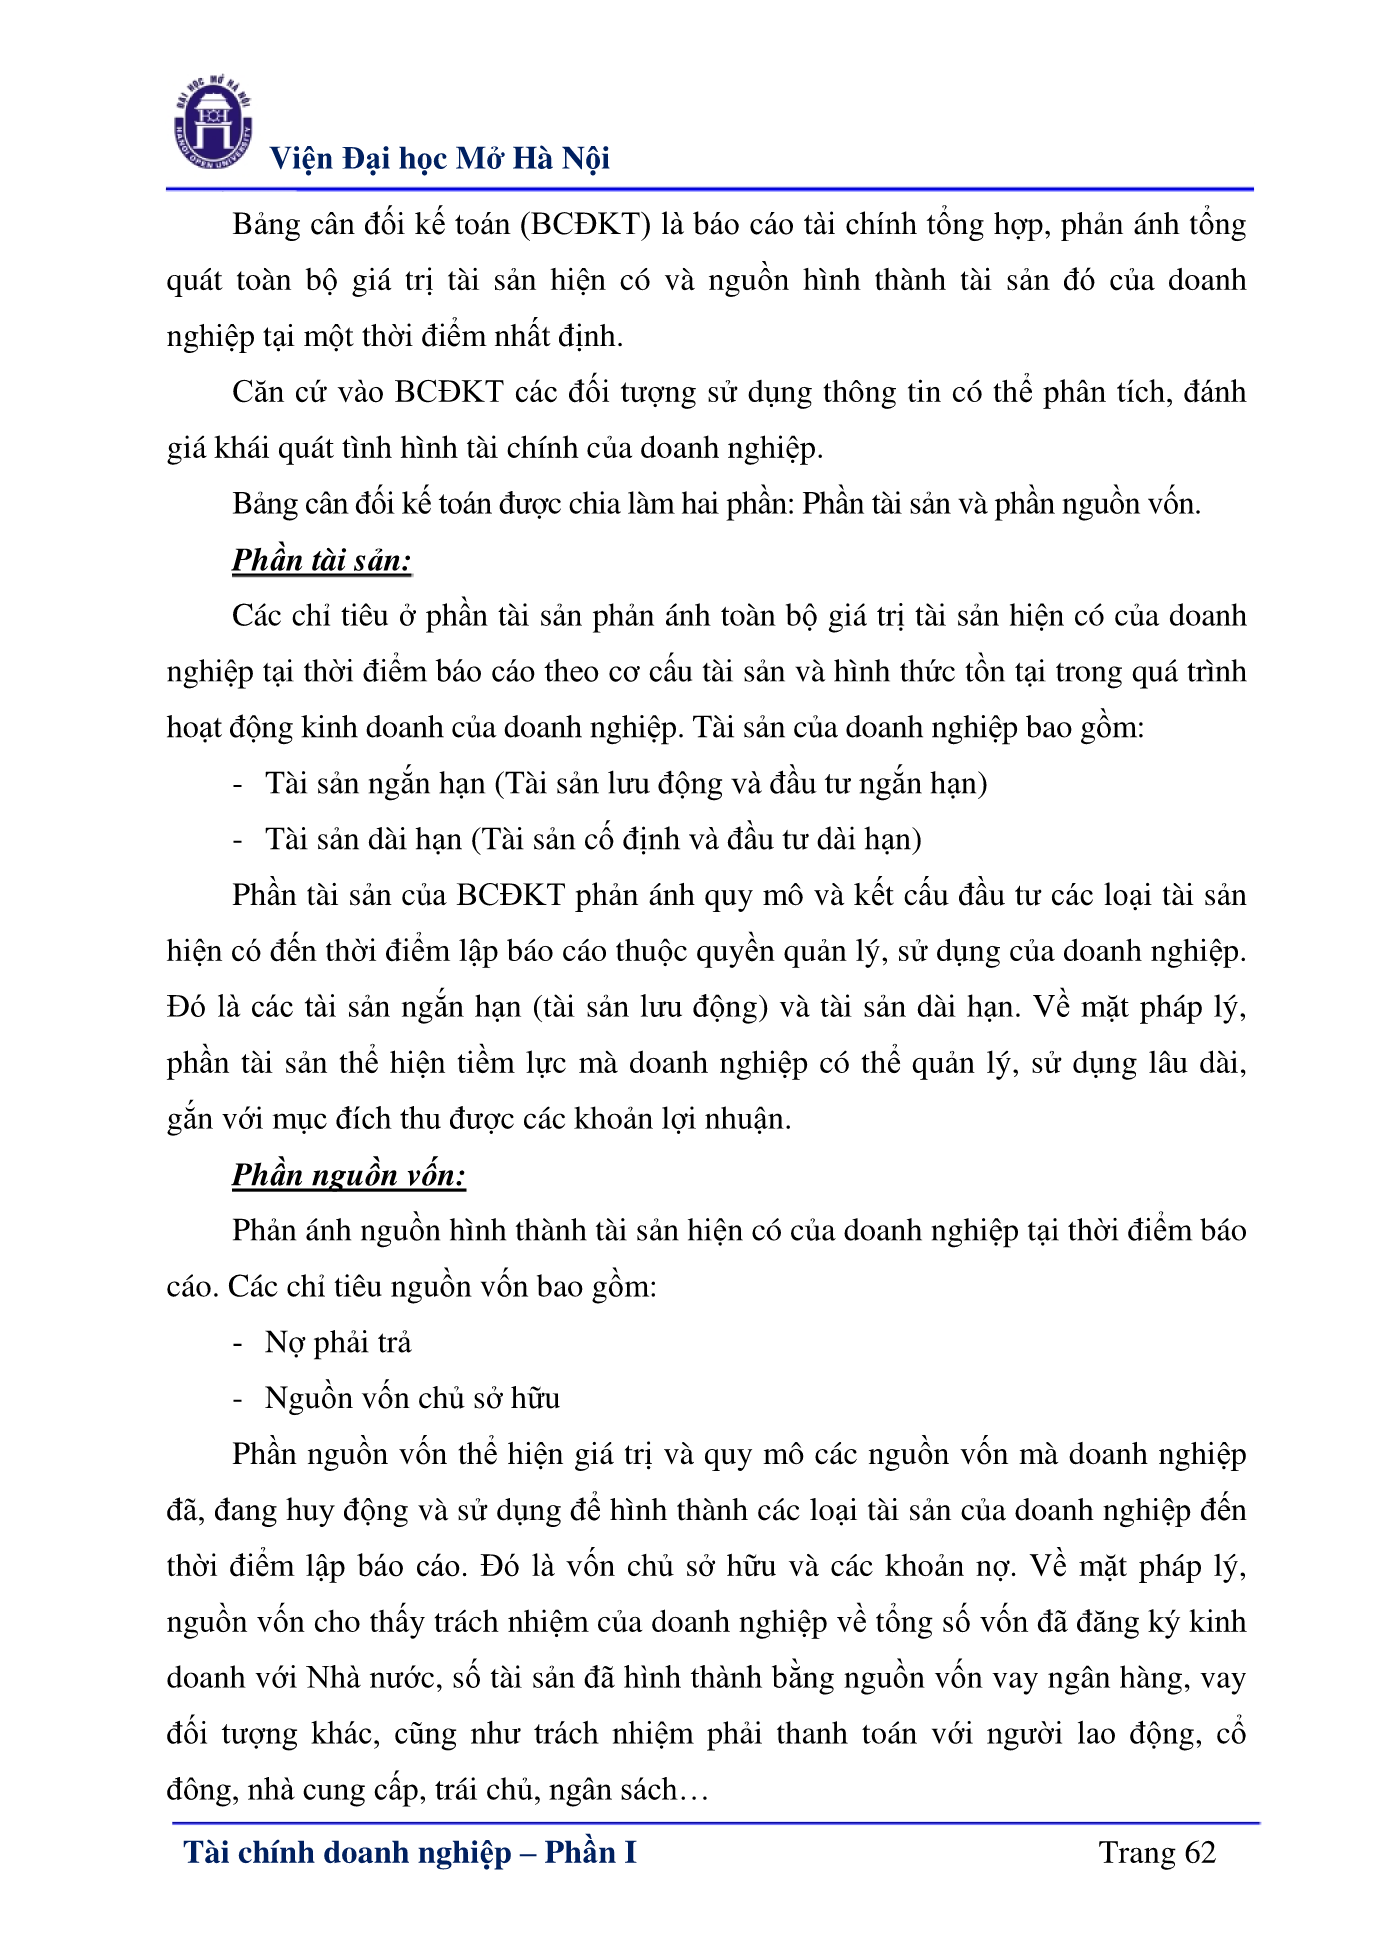 ĐẠI HỌC MỞ HÀ NỘI
HANOI OPEN UNIVERSITY
Viện Đại học Mở Hà Nội
Bảng cân đối kế toán (BCĐKT) là báo cáo tài chính tổng hợp, phản ánh tổng
quát toàn bộ giá trị tài sản hiện có và nguồn hình thành tài sản đó của doanh
nghiệp tại một thời điểm nhất định.
Căn cứ vào BCĐKT các đối tượng sử dụng thông tin có thể phân tích, đánh
giá khái quát tình hình tài chính của doanh nghiệp.
Bảng cân đối kế toán được chia làm hai phần: Phần tài sản và phần nguồn vốn.
Phần tài sản:
Các chỉ tiêu ở phần tài sản phản ánh toàn bộ giá trị tài sản hiện có của doanh
nghiệp tại thời điểm báo cáo theo cơ cấu tài sản và hình thức tồn tại trong quá trình
hoạt động kinh doanh của doanh nghiệp. Tài sản của doanh nghiệp bao gồm:
- Tài sản ngắn hạn (Tài sản lưu động và đầu tư ngắn hạn)
- Tài sản dài hạn (Tài sản cố định và đầu tư dài hạn)
Phần tài sản của BCĐKT phản ánh quy mô và kết cấu đầu tư các loại tài sản
hiện có đến thời điểm lập báo cáo thuộc quyền quản lý, sử dụng của doanh nghiệp.
Đó là các tài sản ngắn hạn (tài sản lưu động) và tài sản dài hạn. Về mặt pháp lý,
phần tài sản thể hiện tiềm lực mà doanh nghiệp có thể quản lý, sử dụng lâu dài,
gắn với mục đích thu được các khoản lợi nhuận.
Phần nguồn vốn:
Phản ánh nguồn hình thành tài sản hiện có của doanh nghiệp tại thời điểm báo
cáo. Các chỉ tiêu nguồn vốn bao gồm:
- Nợ phải trả
- Nguồn vốn chủ sở hữu
Phần nguồn vốn thể hiện giá trị và quy mô các nguồn vốn mà doanh nghiệp
đã, đang huy động và sử dụng để hình thành các loại tài sản của doanh nghiệp đến
thời điểm lập báo cáo. Đó là vốn chủ sở hữu và các khoản nợ. Về mặt pháp lý,
nguồn vốn cho thấy trách nhiệm của doanh nghiệp về tổng số vốn đã đăng ký kinh
doanh với Nhà nước, số tài sản đã hình thành bằng nguồn vốn vay ngân hàng, vay
đối tượng khác, cũng như trách nhiệm phải thanh toán với người lao động, cổ
đông, nhà cung cấp, trái chủ, ngân sách…
Tài chính doanh nghiệp – Phần I Trang 62